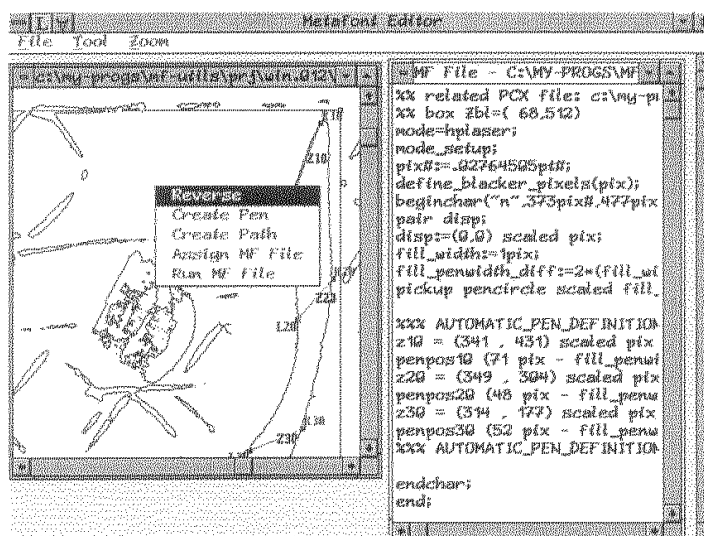 Metafont Editor
File Tool Zoom
c:\my-progs\mf-utils\prj\win.012\
Z10
Reverse
Create Pen
Create Path
Assign MF File
Run MF File
L20
Z20
Z30
R30
MF File - C:\MY-PROGS\MF
%% related PCX file: c:\my-p
%% box Zbl=( 68,512)
mode=hplaser;
mode_setup;
pix#:=.02764505pt#;
define_blacker_pixels(pix);
beginchar("n",373pix#,477pix
pair disp;
disp:=(0,0) scaled pix;
fill_width:=1pix;
fill_penwidth_diff:=2*(fill_wi
pickup pencircle scaled fill_
%%% AUTOMATIC_PEN_DEFINITION
z10 = (341 , 431) scaled pix
penpos10 (71 pix - fill_penwi
z20 = (349 , 304) scaled pix
penpos20 (48 pix - fill_penw
z30 = (314 , 177) scaled pix
penpos30 (52 pix - fill_penw
%%% AUTOMATIC_PEN_DEFINITION
endchar;
end;